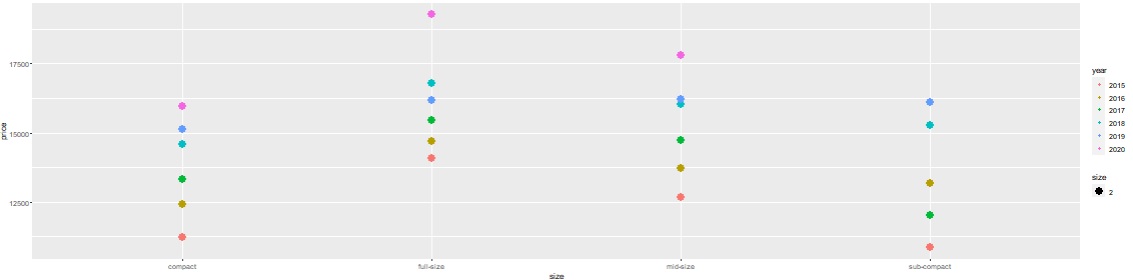 17500
15000
12500
price
compact
full-size
mid-size
sub-compact
size
year
2015
2016
2017
2018
2019
2020
size
2